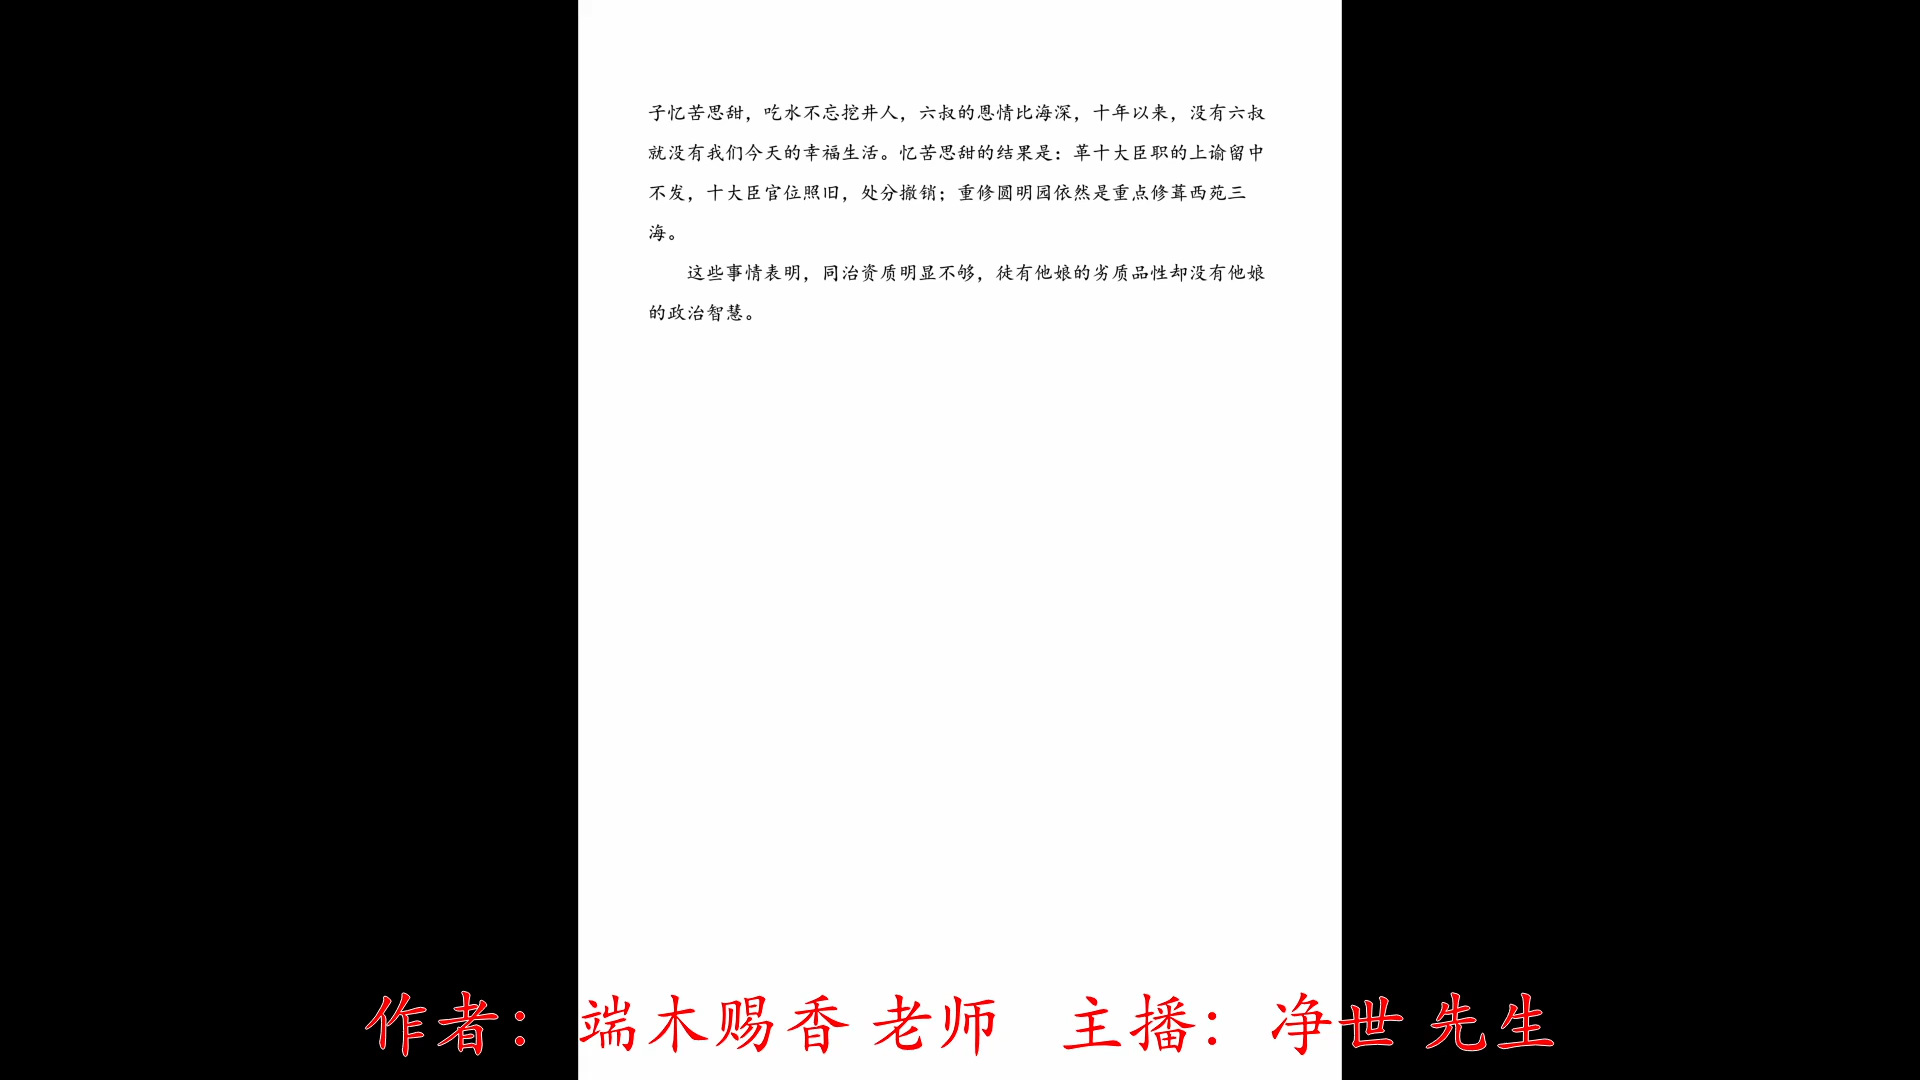 子忆苦思甜，吃水不忘挖井人，六叔的恩情比海深，十年以来，没有六叔
就没有我们今天的幸福生活。忆苦思甜的结果是：革十大臣职的上谕留中
不发，十大臣官位照旧，处分撤销；重修圆明园依然是重点修葺西苑三
海。
这些事情表明，同治资质明显不够，徒有他娘的劣质品性却没有他娘
的政治智慧。
作者：端木赐香 老师 主播：净世 先生